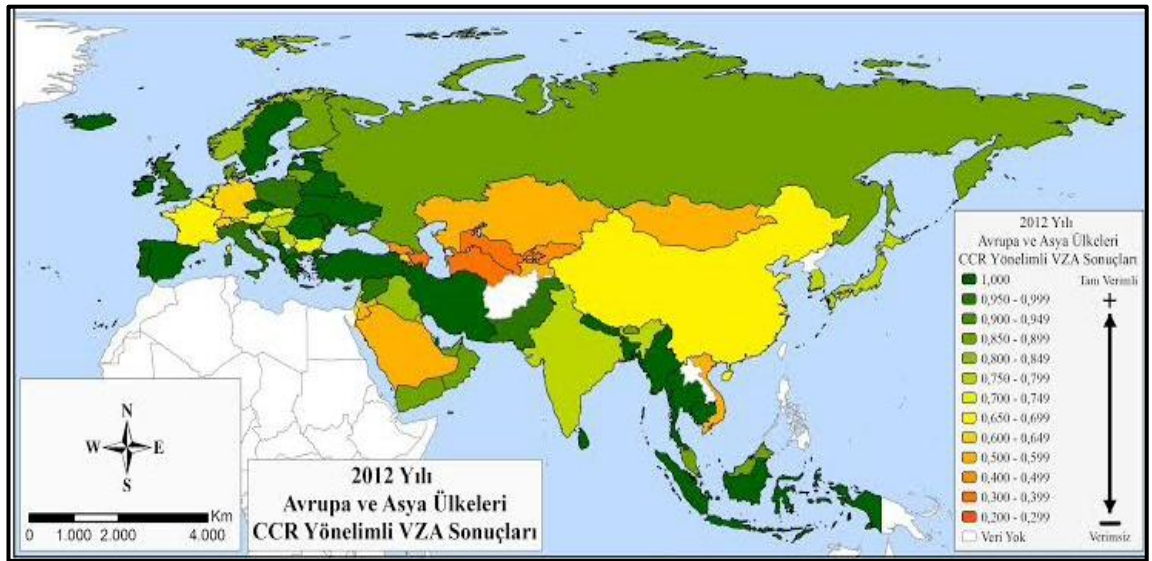 N
W E
S
Km
0 1.000 2.000 4.000
2012 Yılı
Avrupa ve Asya Ülkeleri
CCR Yönelimli VZA Sonuçları
2012 Yılı
Avrupa ve Asya Ülkeleri
CCR Yönelimli VZA Sonuçları
1,000 Tam Verimli
0,950 - 0,999 +
0,900 - 0,949
0,850 - 0,899
0,800 - 0,849
0,750 - 0,799
0,700 - 0,749
0,650 - 0,699
0,600 - 0,649
0,500 - 0,599
0,400 - 0,499
0,300 - 0,399
0,200 - 0,299 −
Veri Yok Verimsiz